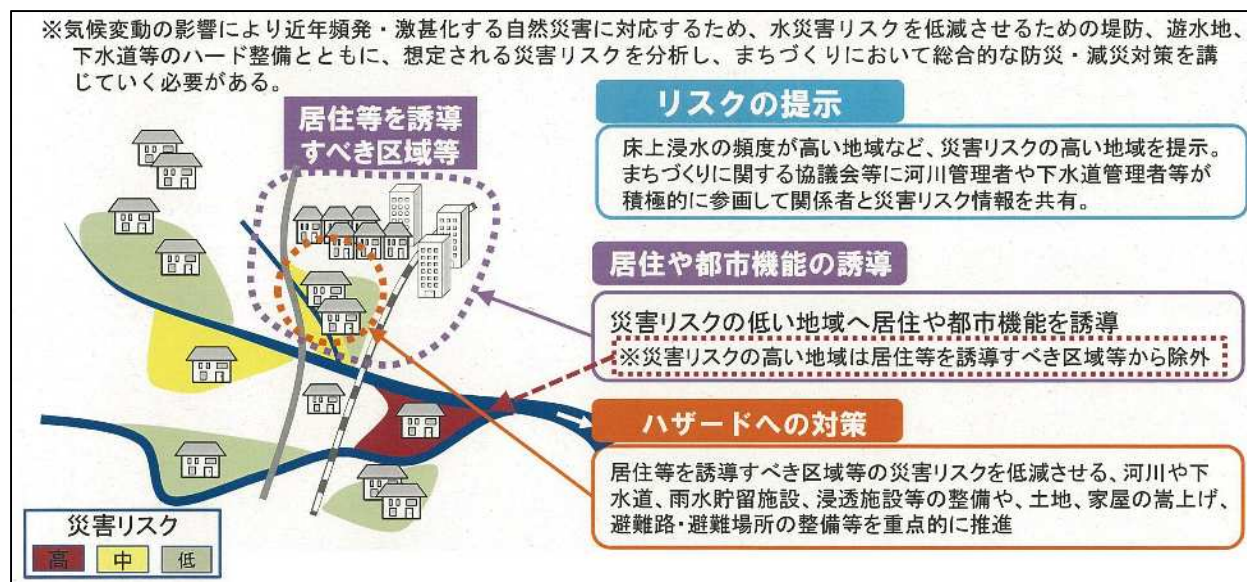 ※気候変動の影響により近年頻発・激甚化する自然災害に対応するため、水災害リスクを低減させるための堤防、遊水地、
下水道等のハード整備とともに、想定される災害リスクを分析し、まちづくりにおいて総合的な防災・減災対策を講
じていく必要がある。
居住等を誘導
すべき区域等
リスクの提示
床上浸水の頻度が高い地域など、災害リスクの高い地域を提示。
まちづくりに関する協議会等に河川管理者や下水道管理者等が
積極的に参画して関係者と災害リスク情報を共有。
居住や都市機能の誘導
災害リスクの低い地域へ居住や都市機能を誘導
※災害リスクの高い地域は居住等を誘導すべき区域等から除外
ハザードへの対策
居住等を誘導すべき区域等の災害リスクを低減させる、河川や下
水道、雨水貯留施設、浸透施設等の整備や、土地、家屋の嵩上げ、
避難路・避難場所の整備等を重点的に推進
災害リスク
高 中 低